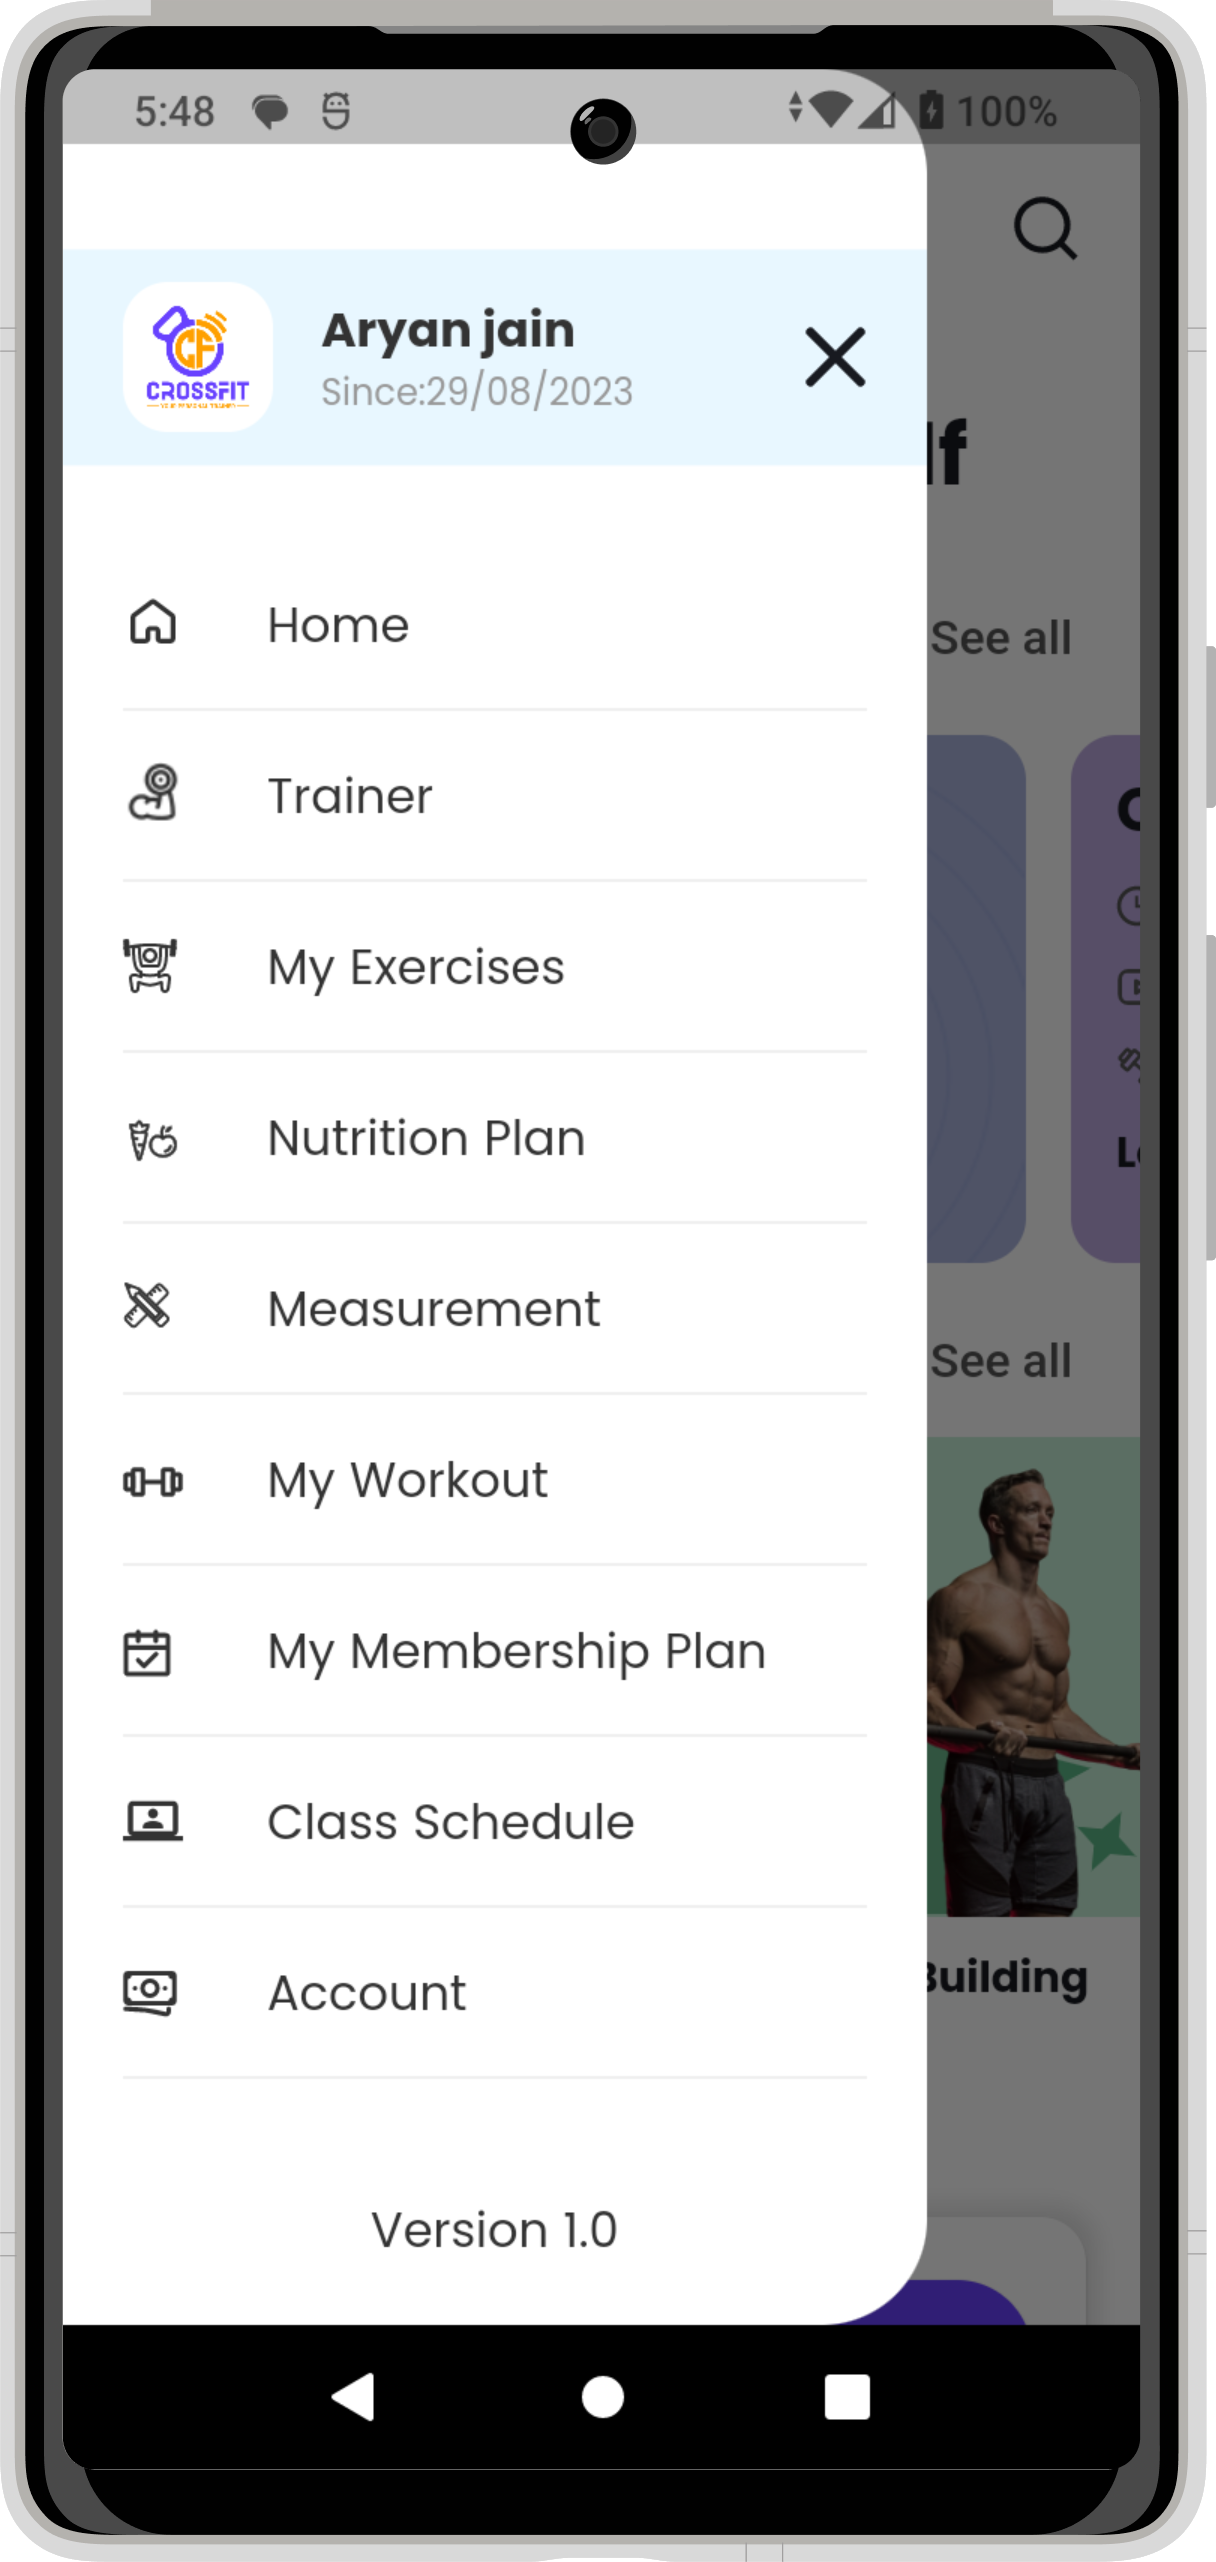 5:48
100%
CROSSFIT
Aryan jain
Since:29/08/2023
lf
Home
See all
Trainer
My Exercises
Nutrition Plan
Measurement
See all
My Workout
My Membership Plan
Class Schedule
Building
Account
Version 1.0